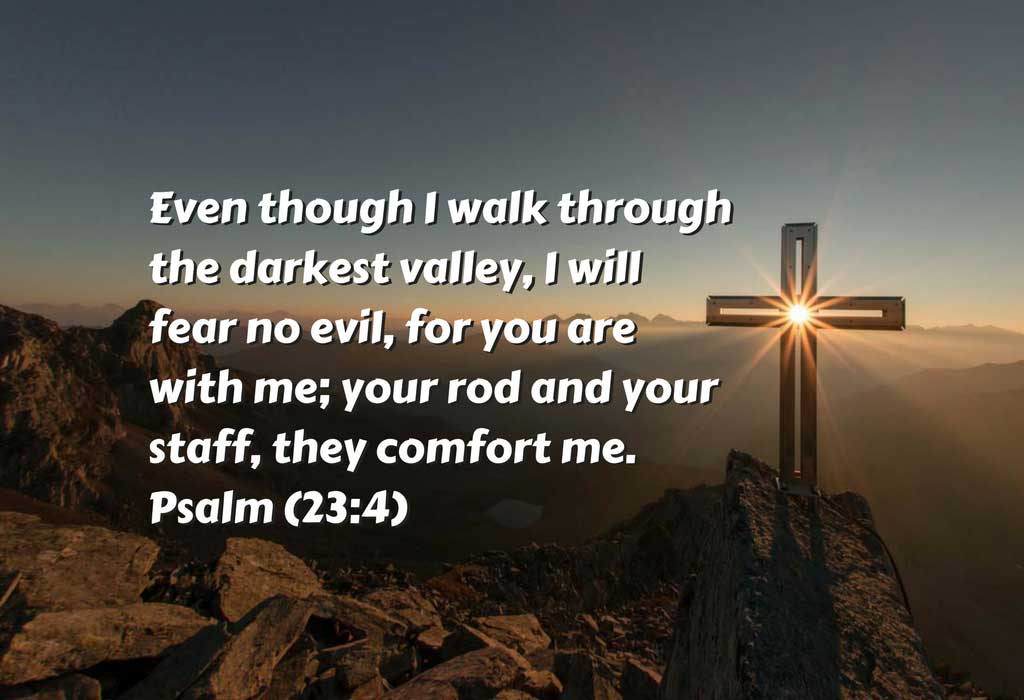 Even though I walk through
the darkest valley, I will
fear no evil, for you are
with me; your rod and your
staff, they comfort me.
Psalm (23:4)